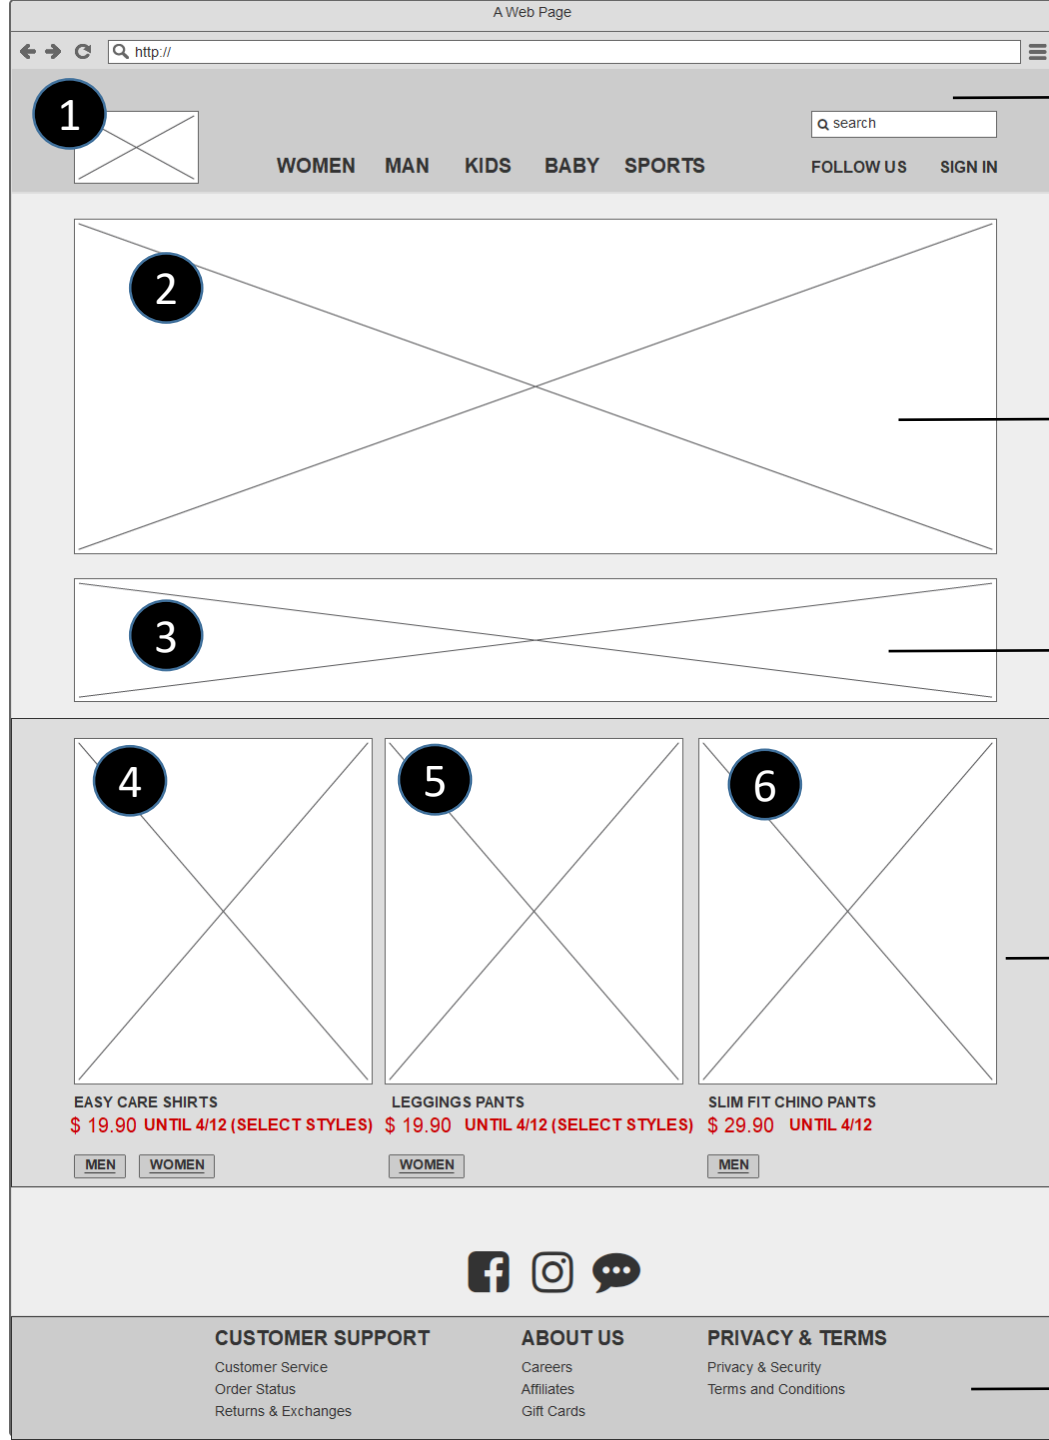 A Web Page
http://
1
search
WOMEN MAN KIDS BABY SPORTS
FOLLOW US SIGN IN
2
3
4 5 6
EASY CARE SHIRTS LEGGINGS PANTS SLIM FIT CHINO PANTS
$ 19.90 UNTIL 4/12 (SELECT STYLES) $ 19.90 UNTIL 4/12 (SELECT STYLES) $ 29.90 UNTIL 4/12
MEN WOMEN WOMEN MEN
CUSTOMER SUPPORT ABOUT US PRIVACY & TERMS
Customer Service Careers Privacy & Security
Order Status Affiliates Terms and Conditions
Returns & Exchanges Gift Cards